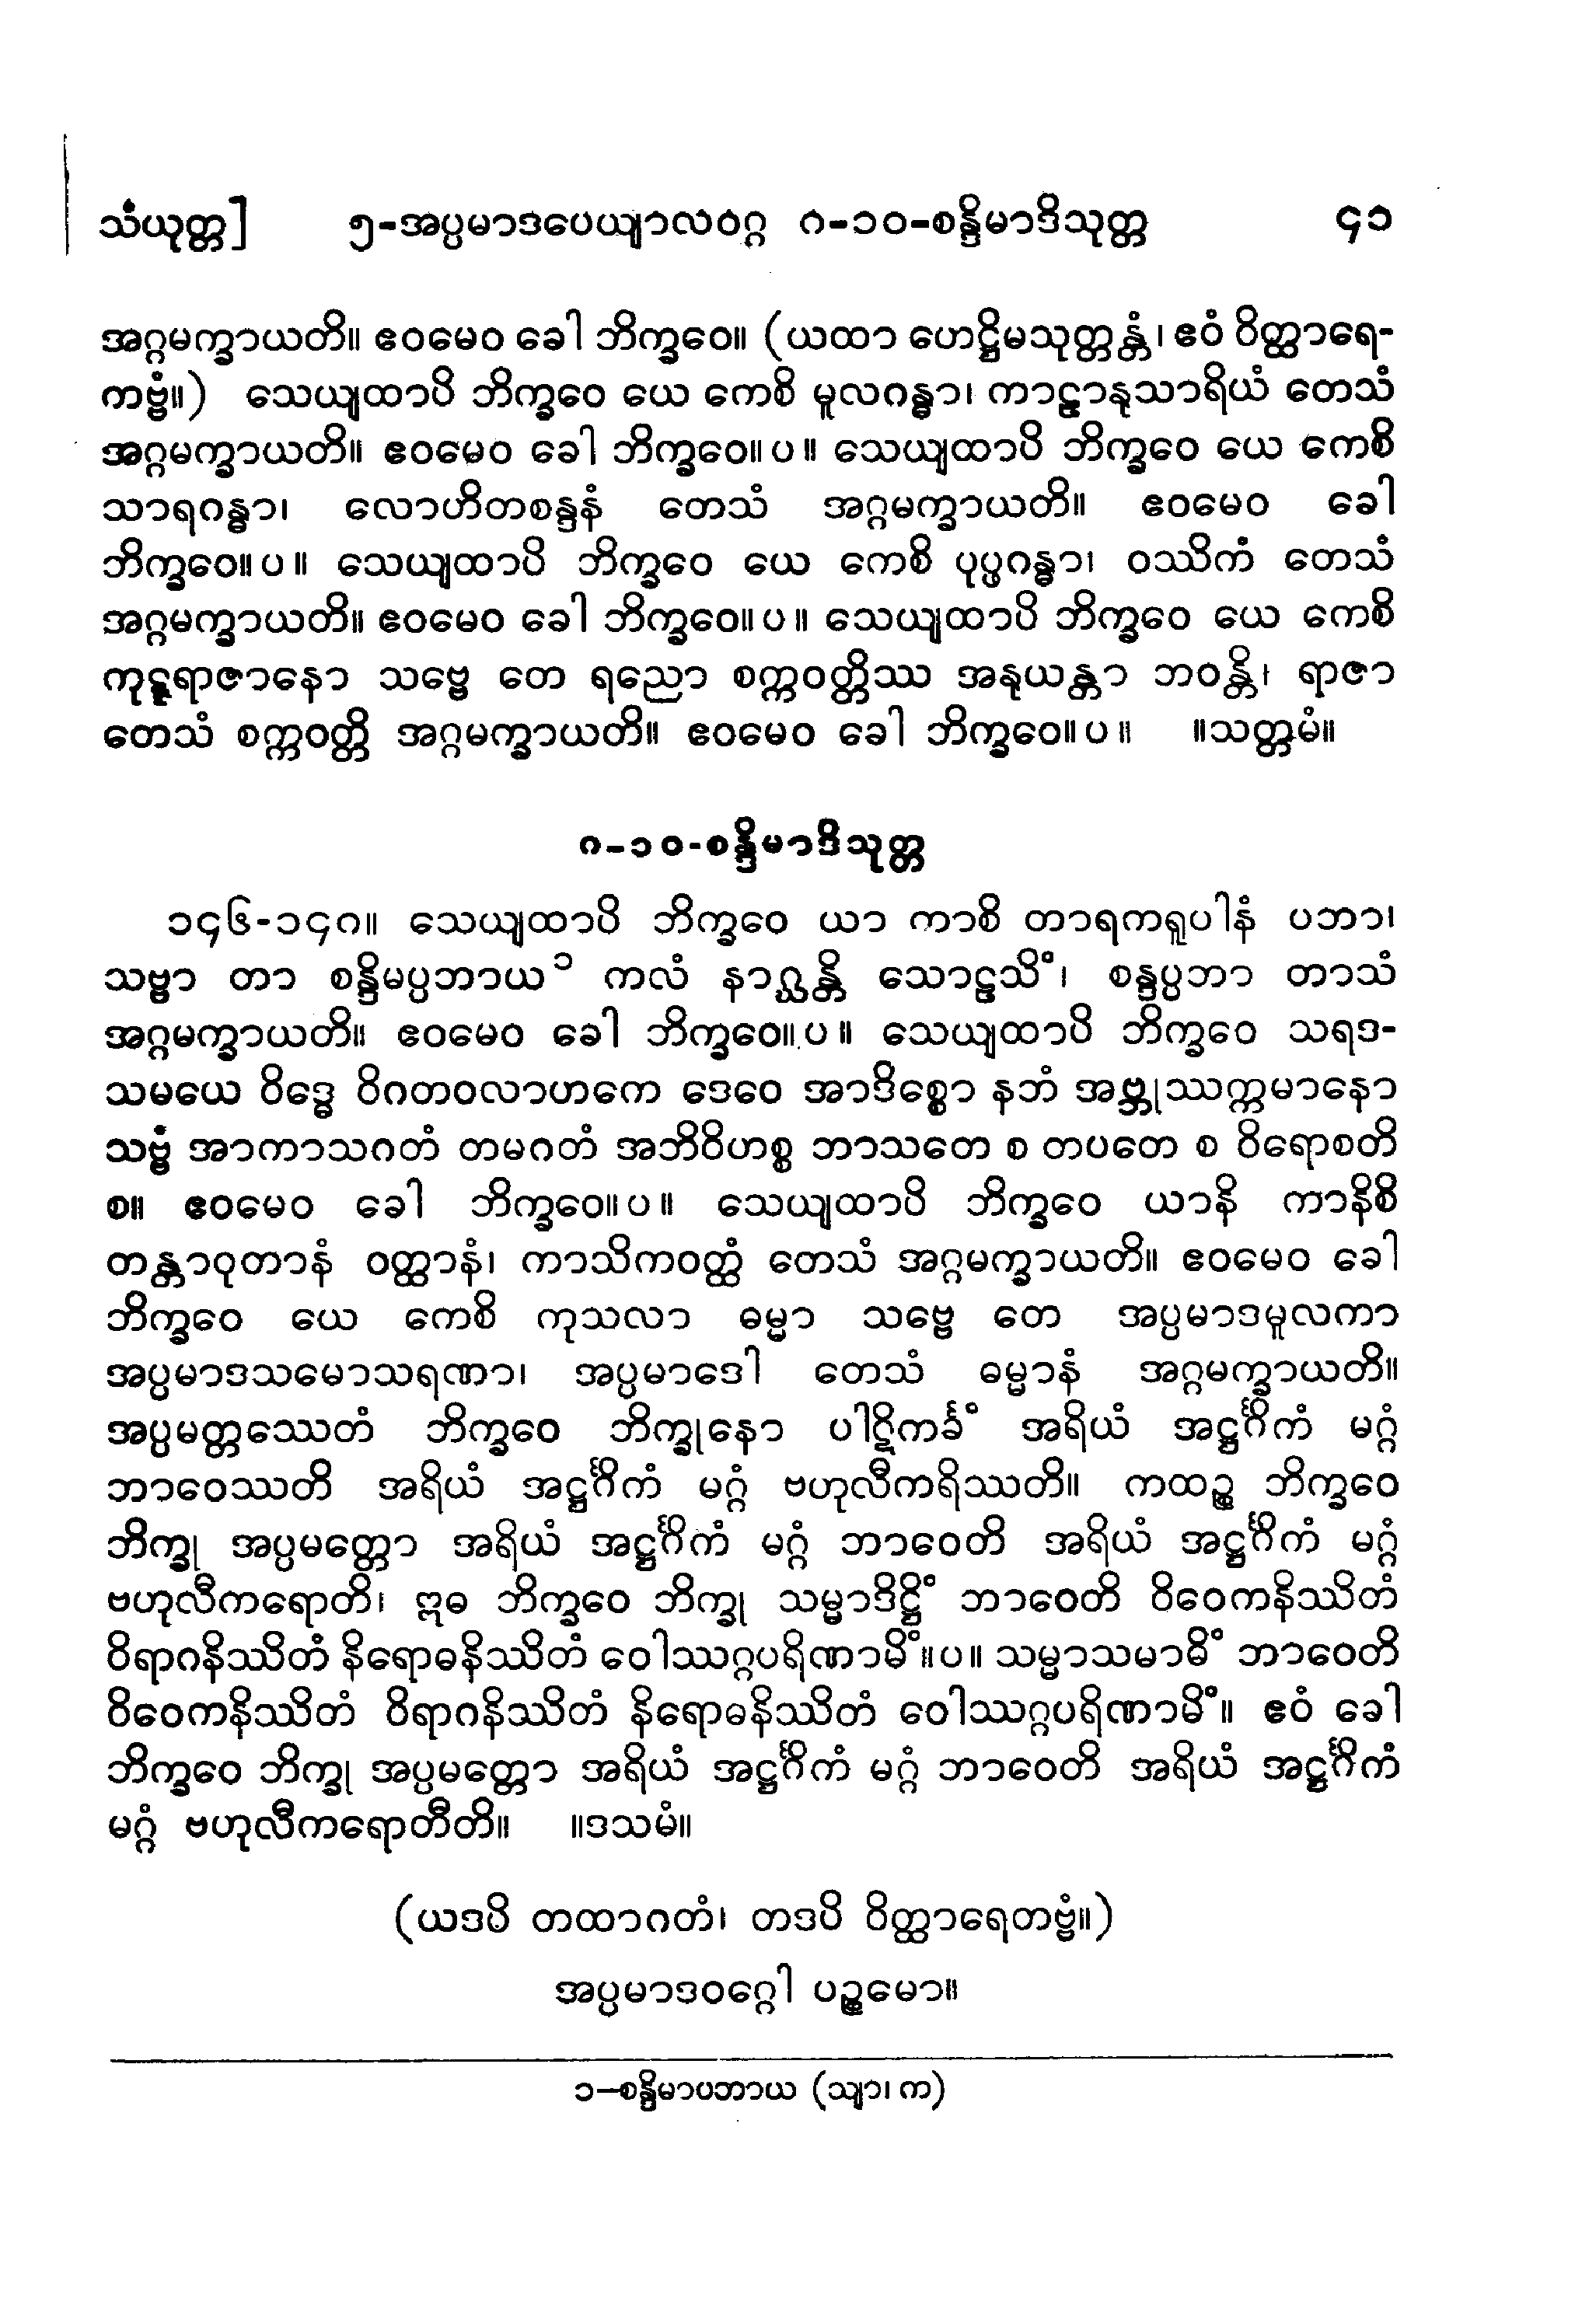 သံယုတ္တ] ၅-အပ္ပမာဒပေယျာလဝဂ္ဂ ဂ-၁၀-စန္ဒိမာဒိသုတ္တ ၄၁
အဂ္ဂမက္ခာယတိ။ ဧဝမေဝ ခေါ ဘိက္ခဝေ။ (ယထာ ဟေဋ္ဌိမသုတ္တန္တံ၊ ဧဝံ ဝိတ္ထာရေ-
ကဗ္ဗံ။) သေယျထာပိ ဘိက္ခဝေ ယေ ကေစိ မူလဂန္ဓာ၊ ကာဠာနုသာရိယံ တေသံ
အဂ္ဂမက္ခာယတိ။ ဧဝမေဝ ခေါ ဘိက္ခဝေ။ပ။ သေယျထာပိ ဘိက္ခဝေ ယေ ကေစိ
သာရဂန္ဓာ၊ လောဟိတစန္ဒနံ တေသံ အဂ္ဂမက္ခာယတိ။ ဧဝမေဝ ခေါ
ဘိက္ခဝေ။ပ။ သေယျထာပိ ဘိက္ခဝေ ယေ ကေစိ ပုပ္ဖဂန္ဓာ၊ ဝဿိကံ တေသံ
အဂ္ဂမက္ခာယတိ။ ဧဝမေဝ ခေါ ဘိက္ခဝေ။ပ။ သေယျထာပိ ဘိက္ခဝေ ယေ ကေစိ
ကုဋ္ဋရာဇာနော သဗ္ဗေ တေ ရညော စက္ကဝတ္တိဿ အနုယန္တာ ဘဝန္တိ၊ ရာဇာ
တေသံ စက္ကဝတ္တိ အဂ္ဂမက္ခာယတိ။ ဧဝမေဝ ခေါ ဘိက္ခဝေ။ပ။ ။သတ္တမံ။
ဂ-၁၀-စန္ဒိမာဒိသုတ္တ
၁၄၆-၁၄ဂ။ သေယျထာပိ ဘိက္ခဝေ ယာ ကာစိ တာရကရူပါနံ ပဘာ၊
သဗ္ဗာ တာ စန္ဒိမပ္ပဘာယ ၁ ကလံ နာဂ္ဃန္တိ သောဠသိံ၊ စန္ဒပ္ပဘာ တာသံ
အဂ္ဂမက္ခာယတိ။ ဧဝမေဝ ခေါ ဘိက္ခဝေ။ပ။ သေယျထာပိ ဘိက္ခဝေ သရဒ-
သမယေ ဝိဒ္ဓေ ဝိဂတဝလာဟကေ ဒေဝေ အာဒိစ္စော နဘံ အဗ္ဘုဿက္ကမာနော
သဗ္ဗံ အာကာသဂတံ တမဂတံ အဘိဝိဟစ္စ ဘာသတေ စ တပတေ စ ဝိရောစတိ
စ။ ဧဝမေဝ ခေါ ဘိက္ခဝေ။ပ။ သေယျထာပိ ဘိက္ခဝေ ယာနိ ကာနိစိ
တန္တာဝုတာနံ ဝတ္ထာနံ၊ ကာသိကဝတ္ထံ တေသံ အဂ္ဂမက္ခာယတိ။ ဧဝမေဝ ခေါ
ဘိက္ခဝေ ယေ ကေစိ ကုသလာ ဓမ္မာ သဗ္ဗေ တေ အပ္ပမာဒမူလကာ
အပ္ပမာဒသမောသရဏာ၊ အပ္ပမာဒေါ တေသံ ဓမ္မာနံ အဂ္ဂမက္ခာယတိ။
အပ္ပမတ္တဿေတံ ဘိက္ခဝေ ဘိက္ခုနော ပါဋိကင်္ခံ အရိယံ အဋ္ဌင်္ဂိကံ မဂ္ဂံ
ဘာဝေဿတိ အရိယံ အဋ္ဌင်္ဂိကံ မဂ္ဂံ ဗဟုလီကရိဿတိ။ ကထဉ္စ ဘိက္ခဝေ
ဘိက္ခု အပ္ပမတ္တော အရိယံ အဋ္ဌင်္ဂိကံ မဂ္ဂံ ဘာဝေတိ အရိယံ အဋ္ဌင်္ဂိကံ မဂ္ဂံ
ဗဟုလီကရောတိ၊ ဣဓ ဘိက္ခဝေ ဘိက္ခု သမ္မာဒိဋ္ဌိံ ဘာဝေတိ ဝိဝေကနိဿိတံ
ဝိရာဂနိဿိတံ နိရောဓနိဿိတံ ဝေါဿဂ္ဂပရိဏာမိံ။ပ။ သမ္မာသမာဓိံ ဘာဝေတိ
ဝိဝေကနိဿိတံ ဝိရာဂနိဿိတံ နိရောဓနိဿိတံ ဝေါဿဂ္ဂပရိဏာမိံ။ ဧဝံ ခေါ
ဘိက္ခဝေ ဘိက္ခု အပ္ပမတ္တော အရိယံ အဋ္ဌင်္ဂိကံ မဂ္ဂံ ဘာဝေတိ အရိယံ အဋ္ဌင်္ဂိကံ
မဂ္ဂံ ဗဟုလီကရောတီတိ။ ။ဒသမံ။
(ယဒပိ တထာဂတံ၊ တဒပိ ဝိတ္ထာရေတဗ္ဗံ။)
အပ္ပမာဒဝဂ္ဂေါ ပဉ္စမော။
၁-စန္ဒိမာပဘာယ (သျာ၊ က)